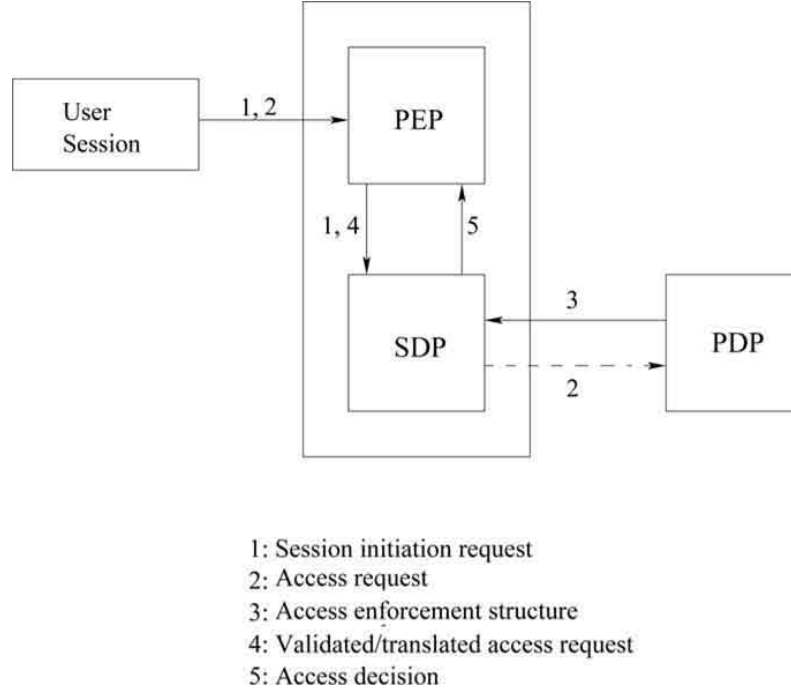 User
Session
1, 2
PEP
1, 4
5
SDP
3
PDP
2
1: Session initiation request
2: Access request
3: Access enforcement structure
4: Validated/translated access request
5: Access decision